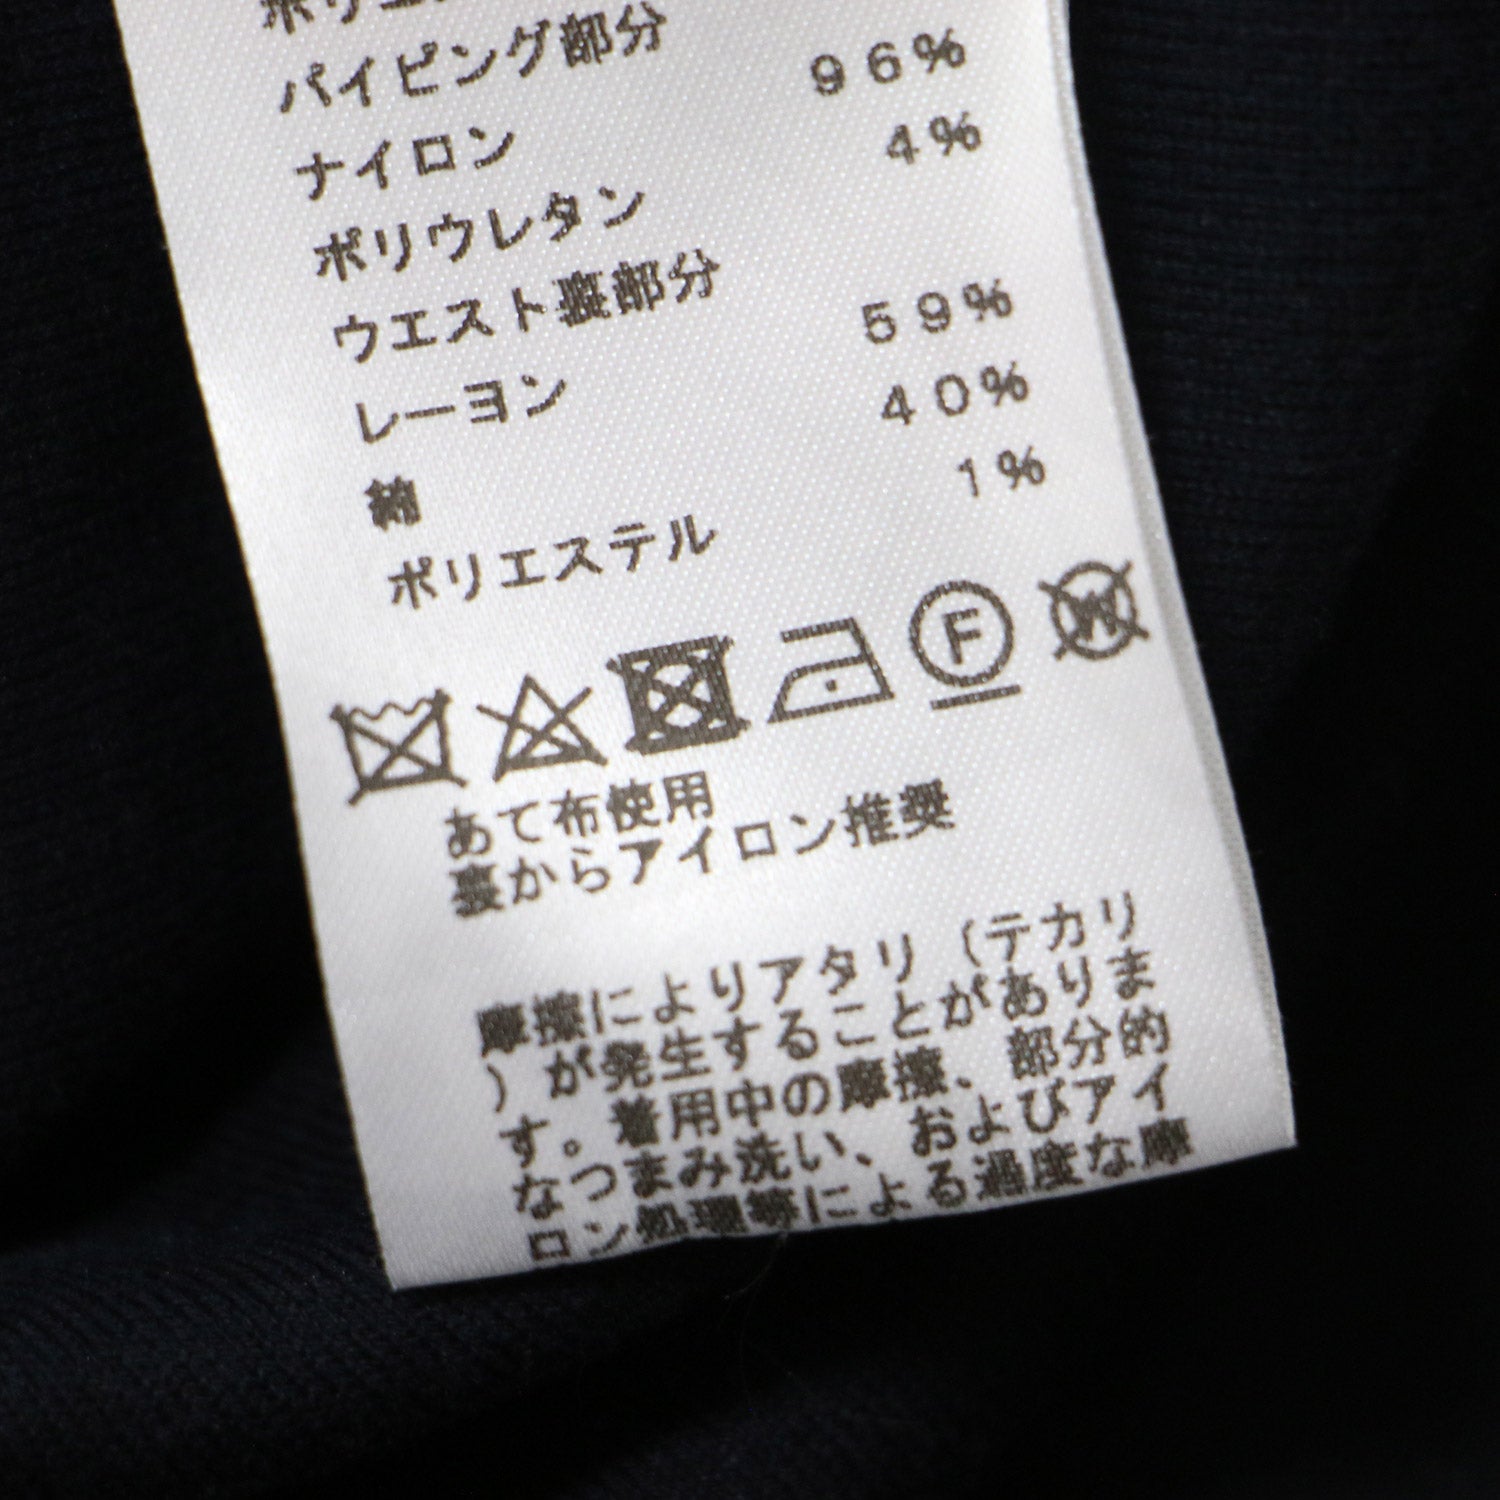 パイピング部分
ナイロン 96%
ポリウレタン 4%
ウエスト裏部分
レーヨン 59%
綿 40%
ポリエステル 1%
F W
あて布使用
裏からアイロン推奨
摩擦によりアタリ（テカリ
）が発生することがありま
す。着用中の摩擦、部分的
なつまみ洗い、およびアイ
ロン処理等による過度な摩